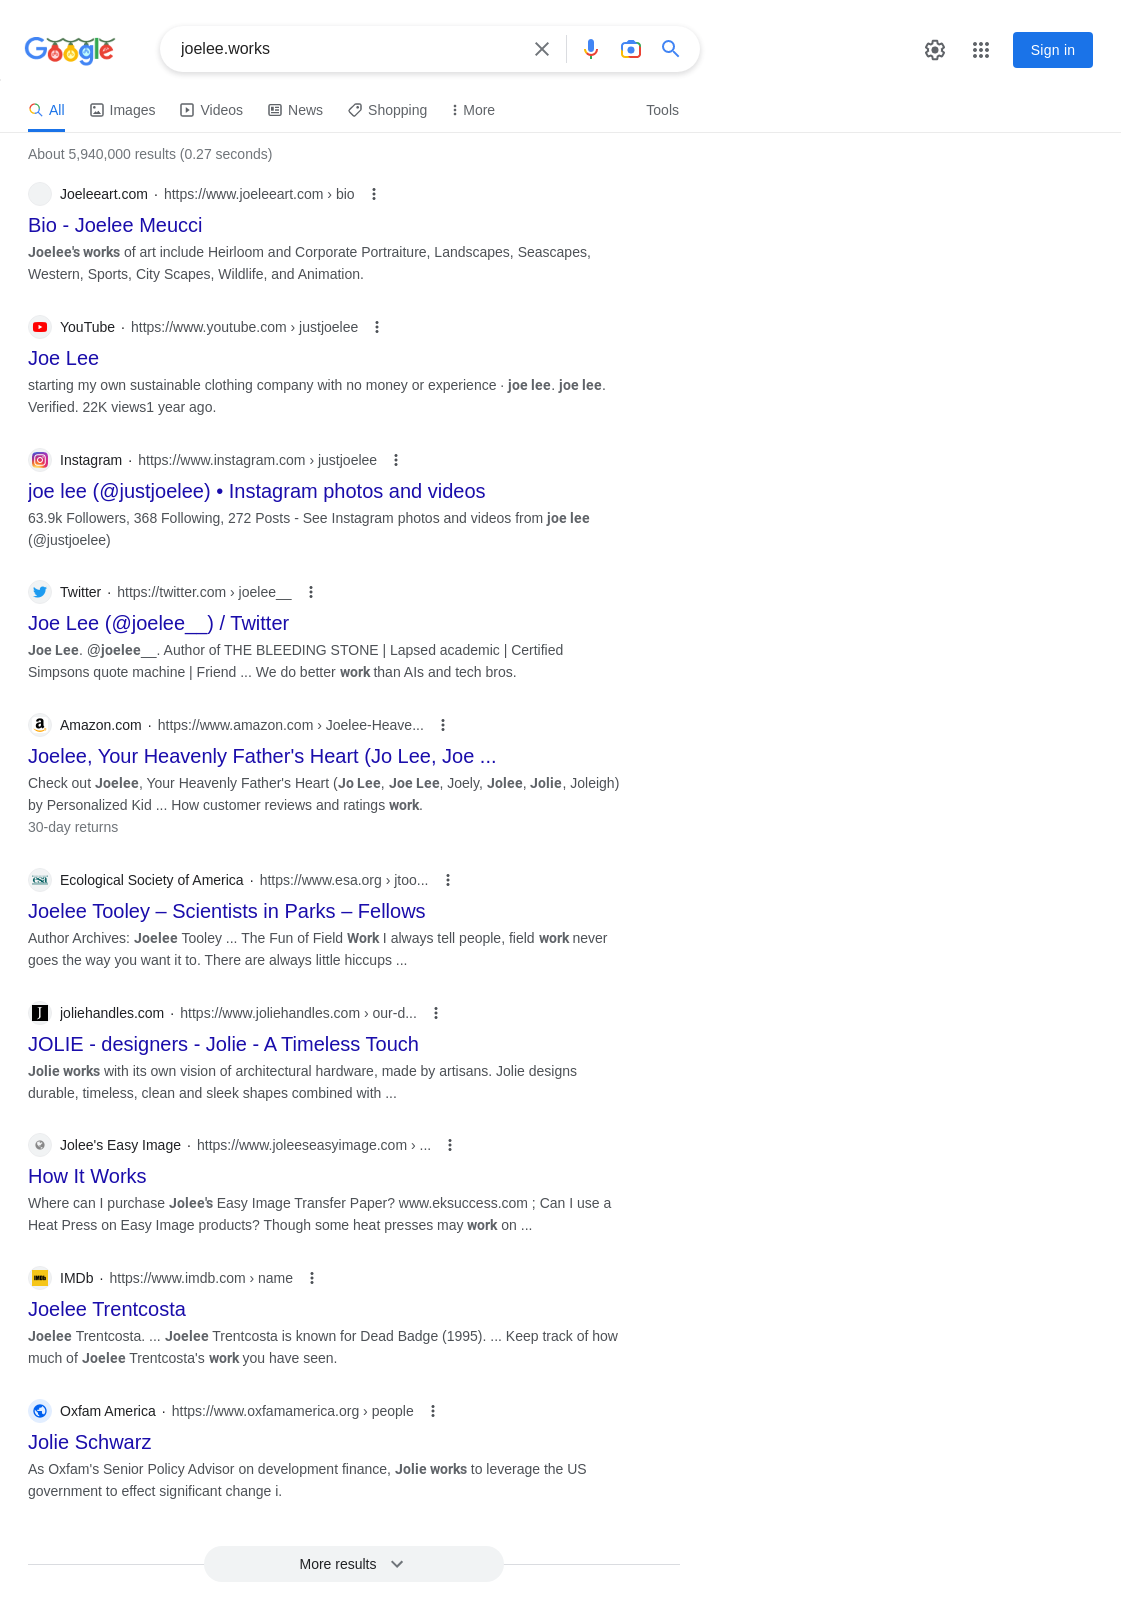 Google
joelee.works
Sign in
All Images Videos News Shopping More Tools
About 5,940,000 results (0.27 seconds)
Joeleeart.com · https://www.joeleeart.com › bio
Bio - Joelee Meucci
Joelee's works of art include Heirloom and Corporate Portraiture, Landscapes, Seascapes,
Western, Sports, City Scapes, Wildlife, and Animation.
YouTube · https://www.youtube.com › justjoelee
Joe Lee
starting my own sustainable clothing company with no money or experience · joe lee. joe lee.
Verified. 22K views1 year ago.
Instagram · https://www.instagram.com › justjoelee
joe lee (@justjoelee) • Instagram photos and videos
63.9k Followers, 368 Following, 272 Posts - See Instagram photos and videos from joe lee
(@justjoelee)
Twitter · https://twitter.com › joelee__
Joe Lee (@joelee__) / Twitter
Joe Lee. @joelee__. Author of THE BLEEDING STONE | Lapsed academic | Certified
Simpsons quote machine | Friend ... We do better work than AIs and tech bros.
a Amazon.com · https://www.amazon.com › Joelee-Heave...
Joelee, Your Heavenly Father's Heart (Jo Lee, Joe ...
Check out Joelee, Your Heavenly Father's Heart (Jo Lee, Joe Lee, Joely, Jolee, Jolie, Joleigh)
by Personalized Kid ... How customer reviews and ratings work.
30-day returns
esa Ecological Society of America · https://www.esa.org › jtoo...
Joelee Tooley – Scientists in Parks – Fellows
Author Archives: Joelee Tooley ... The Fun of Field Work I always tell people, field work never
goes the way you want it to. There are always little hiccups ...
J joliehandles.com · https://www.joliehandles.com › our-d...
JOLIE - designers - Jolie - A Timeless Touch
Jolie works with its own vision of architectural hardware, made by artisans. Jolie designs
durable, timeless, clean and sleek shapes combined with ...
Jolee's Easy Image · https://www.joleeseasyimage.com › ...
How It Works
Where can I purchase Jolee's Easy Image Transfer Paper? www.eksuccess.com ; Can I use a
Heat Press on Easy Image products? Though some heat presses may work on ...
IMDb IMDb · https://www.imdb.com › name
Joelee Trentcosta
Joelee Trentcosta. ... Joelee Trentcosta is known for Dead Badge (1995). ... Keep track of how
much of Joelee Trentcosta's work you have seen.
Oxfam America · https://www.oxfamamerica.org › people
Jolie Schwarz
As Oxfam's Senior Policy Advisor on development finance, Jolie works to leverage the US
government to effect significant change i.
More results